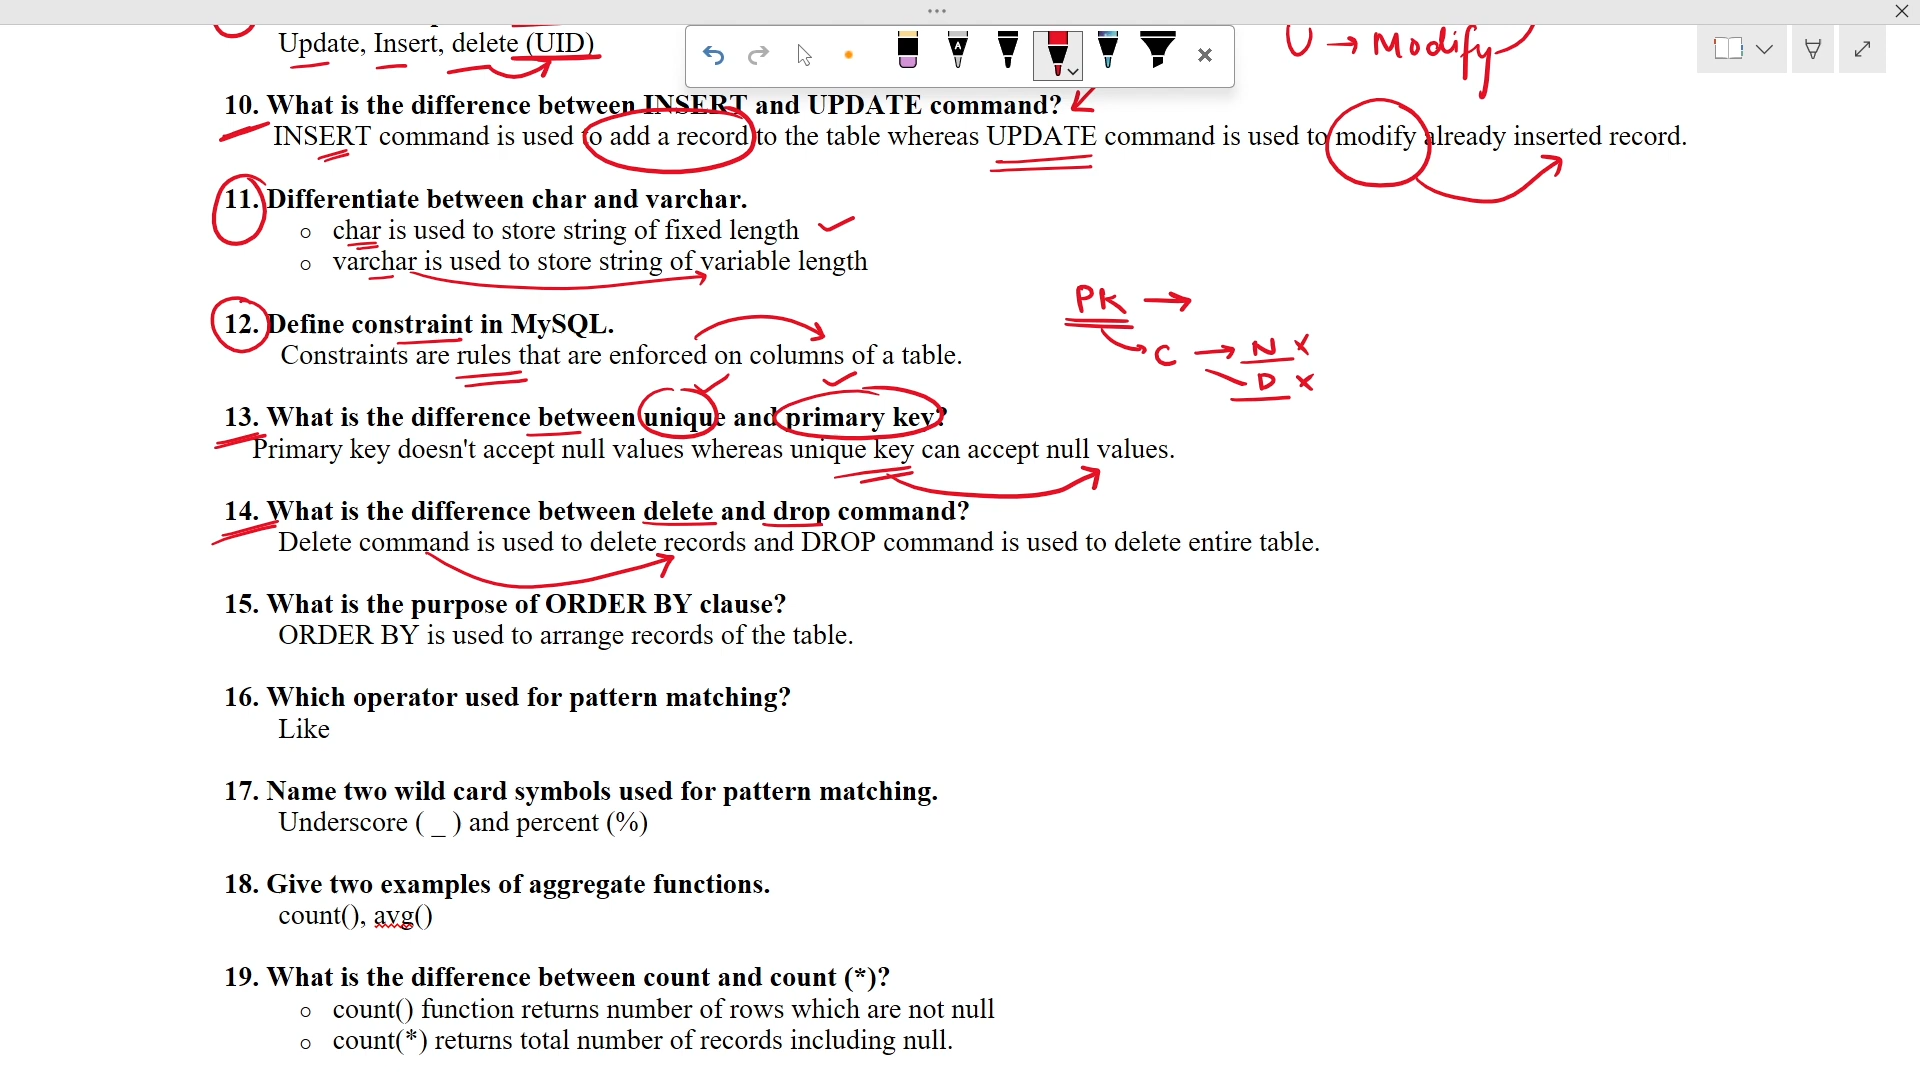 Update, Insert, delete (UID)
U → Modify
10. What is the difference between INSERT and UPDATE command?
INSERT command is used to add a record to the table whereas UPDATE command is used to modify already inserted record.
11. Differentiate between char and varchar.
o char is used to store string of fixed length
o varchar is used to store string of variable length
PK →
12. Define constraint in MySQL.
Constraints are rules that are enforced on columns of a table.
C → N x
D x
13. What is the difference between unique and primary key?
Primary key doesn't accept null values whereas unique key can accept null values.
14. What is the difference between delete and drop command?
Delete command is used to delete records and DROP command is used to delete entire table.
15. What is the purpose of ORDER BY clause?
ORDER BY is used to arrange records of the table.
16. Which operator used for pattern matching?
Like
17. Name two wild card symbols used for pattern matching.
Underscore ( _ ) and percent (%)
18. Give two examples of aggregate functions.
count(), avg()
19. What is the difference between count and count (*)?
o count() function returns number of rows which are not null
o count(*) returns total number of records including null.